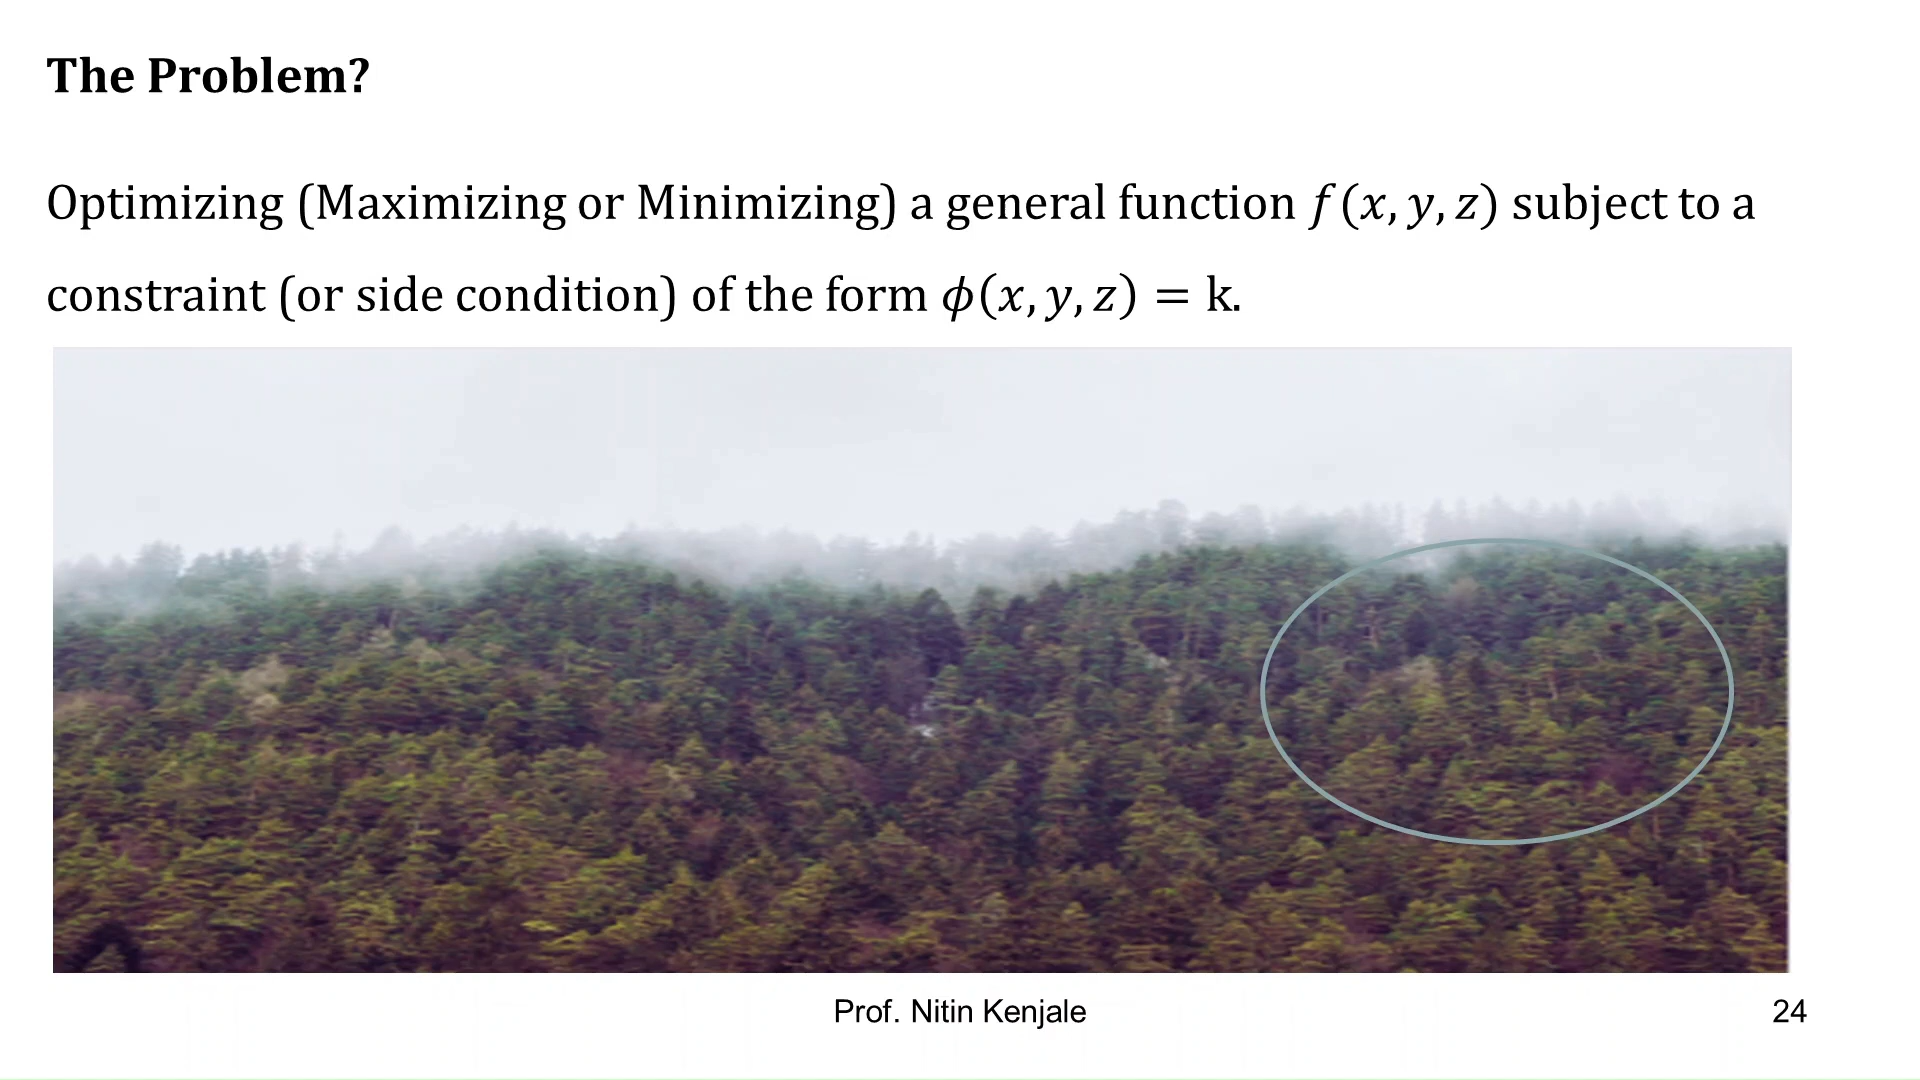 The Problem?
Optimizing (Maximizing or Minimizing) a general function 𝑓(𝑥, 𝑦, 𝑧) subject to a
constraint (or side condition) of the form 𝜙(𝑥, 𝑦, 𝑧) = k.
Prof. Nitin Kenjale
24